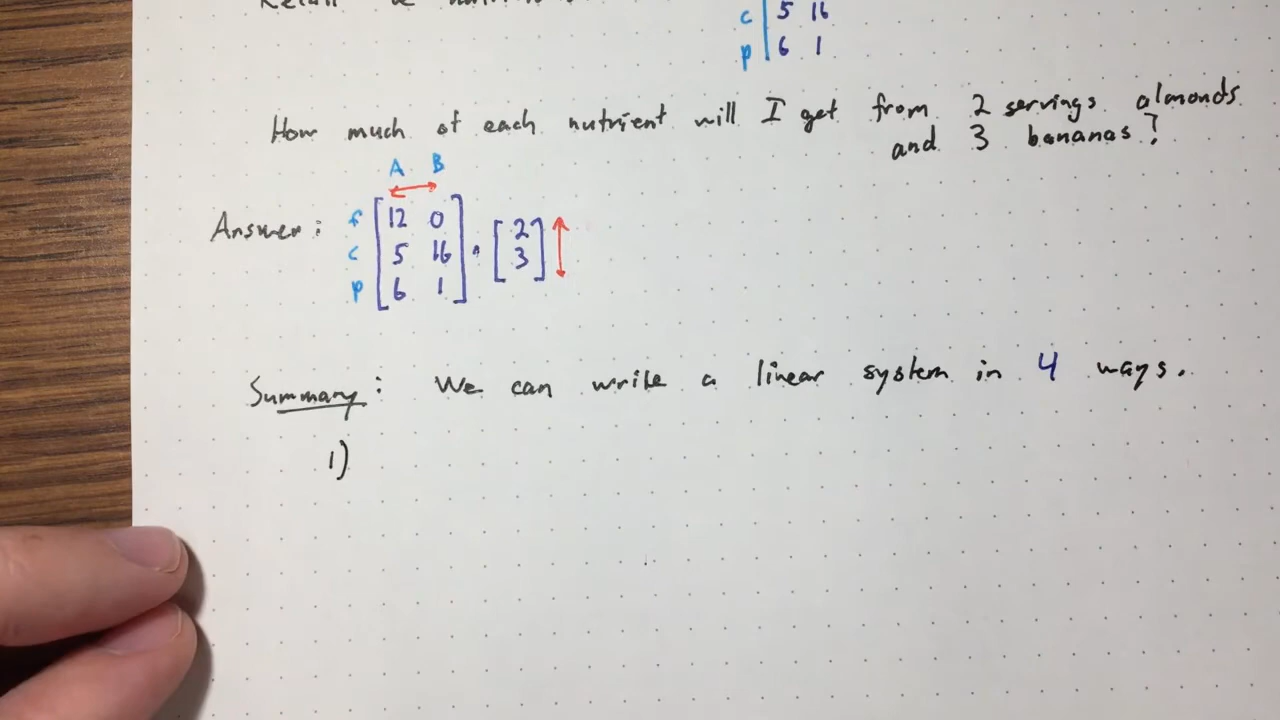 Recall
c | 5 16
p | 6 1
How much of each nutrient will I get from 2 servings almonds
and 3 bananas?
A B
Answer: f [ 12 0 ] · [ 2 ]
c [ 5 16 ] [ 3 ]
p [ 6 1 ]
Summary: We can write a linear system in 4 ways.
1)